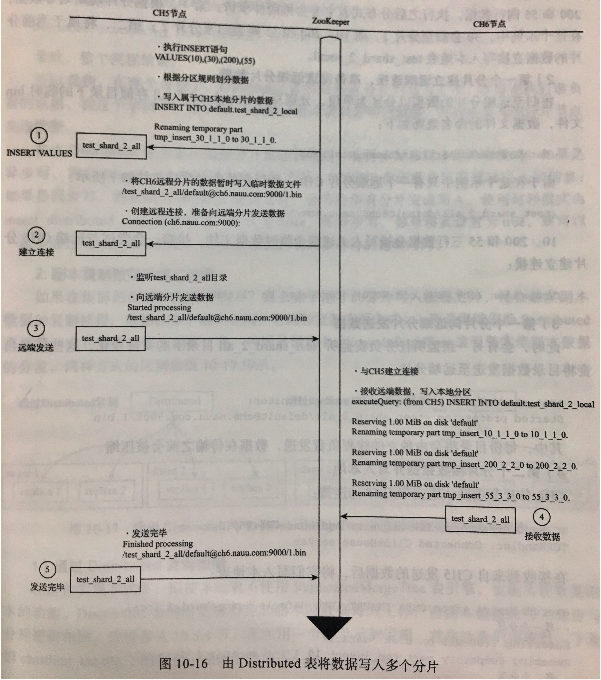 CH5节点
ZooKeeper
CH6节点
· 执行INSERT语句
VALUES(10),(30),(200),(55)
· 根据分区规则划分数据
· 写入属于CH5本地分片的数据
INSERT INTO default.test_shard_2_local
Renaming temporary part
tmp_insert_30_1_1_0 to 30_1_1_0.
1
INSERT VALUES
test_shard_2_all
· 将CH6远程分片的数据暂时写入临时数据文件
/test_shard_2_all/default@ch6.nauu.com:9000/1.bin
· 创建远程连接，准备向远端分片发送数据
Connection (ch6.nauu.com:9000):
2
建立连接
test_shard_2_all
· 监听test_shard_2_all目录
· 向远端分片发送数据
Started processing
/test_shard_2_all/default@ch6.nauu.com:9000/1.bin
3
远端发送
test_shard_2_all
· 与CH5建立连接
· 接收远端数据，写入本地分区
executeQuery: (from CH5) INSERT INTO default.test_shard_2_local
Reserving 1.00 MiB on disk 'default'
Renaming temporary part tmp_insert_10_1_1_0 to 10_1_1_0.
Reserving 1.00 MiB on disk 'default'
Renaming temporary part tmp_insert_200_2_2_0 to 200_2_2_0.
Reserving 1.00 MiB on disk 'default'
Renaming temporary part tmp_insert_55_3_3_0 to 55_3_3_0.
test_shard_2_all
4
接收数据
· 发送完毕
Finished processing
/test_shard_2_all/default@ch6.nauu.com:9000/1.bin
5
发送完毕
test_shard_2_all
图 10-16 由 Distributed 表将数据写入多个分片